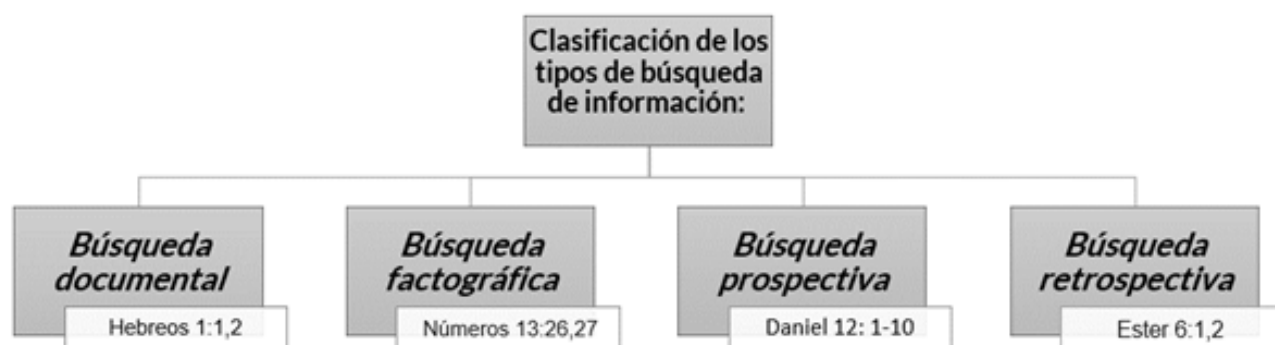 Clasificación de los
tipos de búsqueda
de información:
Búsqueda
documental
Hebreos 1:1,2
Búsqueda
factográfica
Números 13:26,27
Búsqueda
prospectiva
Daniel 12: 1-10
Búsqueda
retrospectiva
Ester 6:1,2